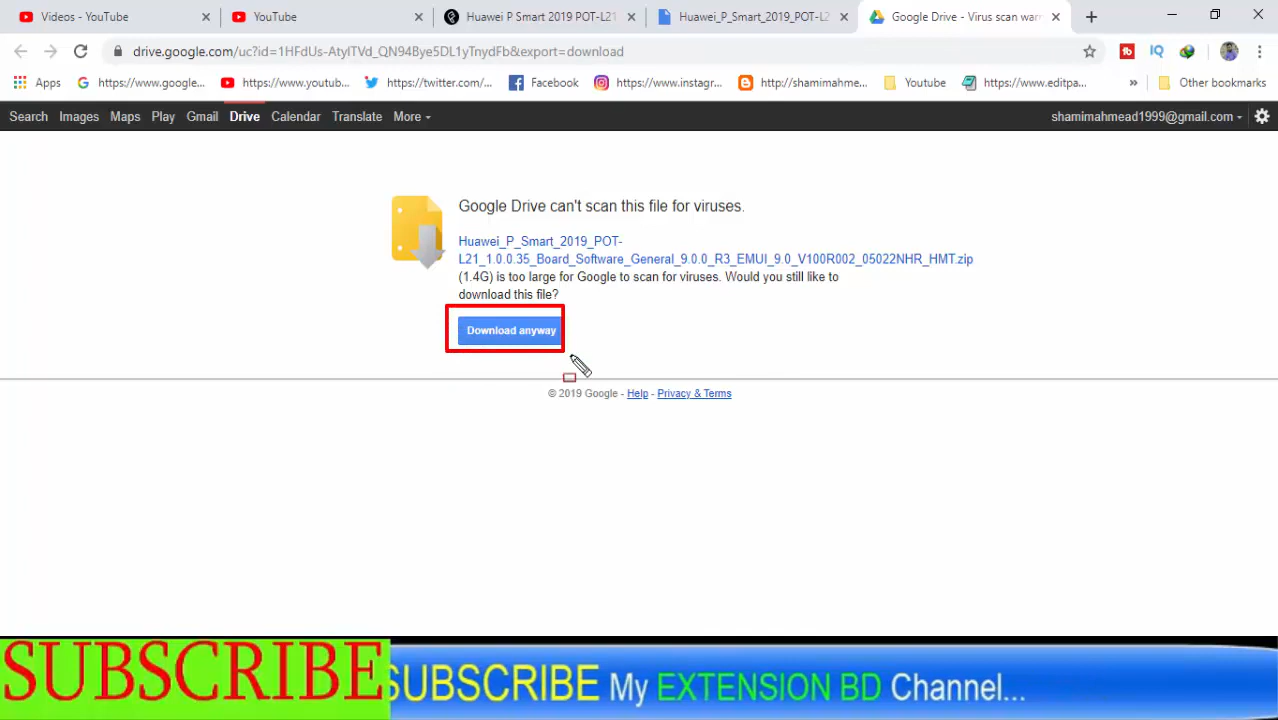 Videos - YouTube
YouTube
Huawei P Smart 2019 POT-L21
Huawei_P_Smart_2019_POT-L2
Google Drive - Virus scan warn
drive.google.com/uc?id=1HFdUs-AtyITVd_QN94Bye5DL1yTnydFb&export=download
Apps
https://www.google...
https://www.youtub...
https://twitter.com/...
Facebook
https://www.instagr...
http://shamimahme...
Youtube
https://www.editpa...
»
Other bookmarks
Search Images Maps Play Gmail Drive Calendar Translate More
shamimahmead1999@gmail.com
Google Drive can't scan this file for viruses.
Huawei_P_Smart_2019_POT-
L21_1.0.0.35_Board_Software_General_9.0.0_R3_EMUI_9.0_V100R002_05022NHR_HMT.zip
(1.4G) is too large for Google to scan for viruses. Would you still like to
download this file?
Download anyway
© 2019 Google - Help - Privacy & Terms
SUBSCRIBE
SUBSCRIBE My EXTENSION BD Channel...